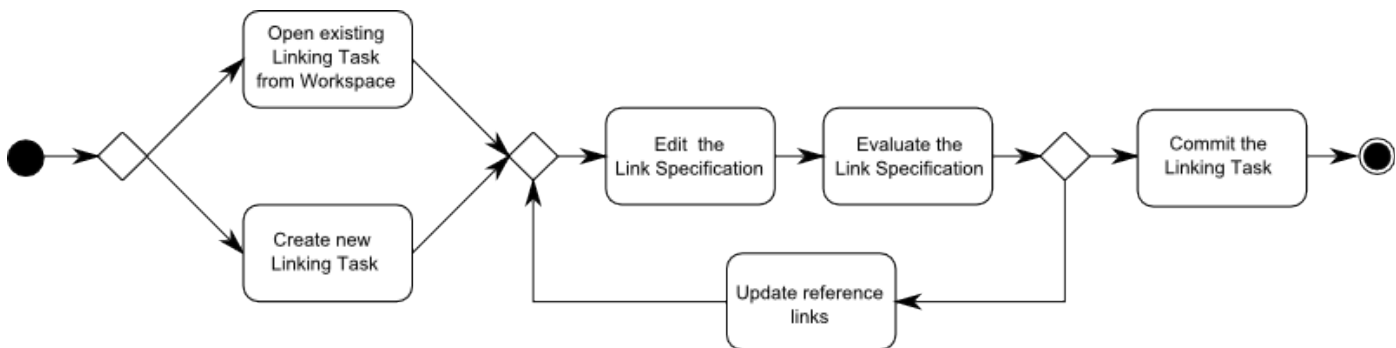 Open existing
Linking Task
from Workspace
Edit the
Link Specification
Evaluate the
Link Specification
Commit the
Linking Task
Create new
Linking Task
Update reference
links